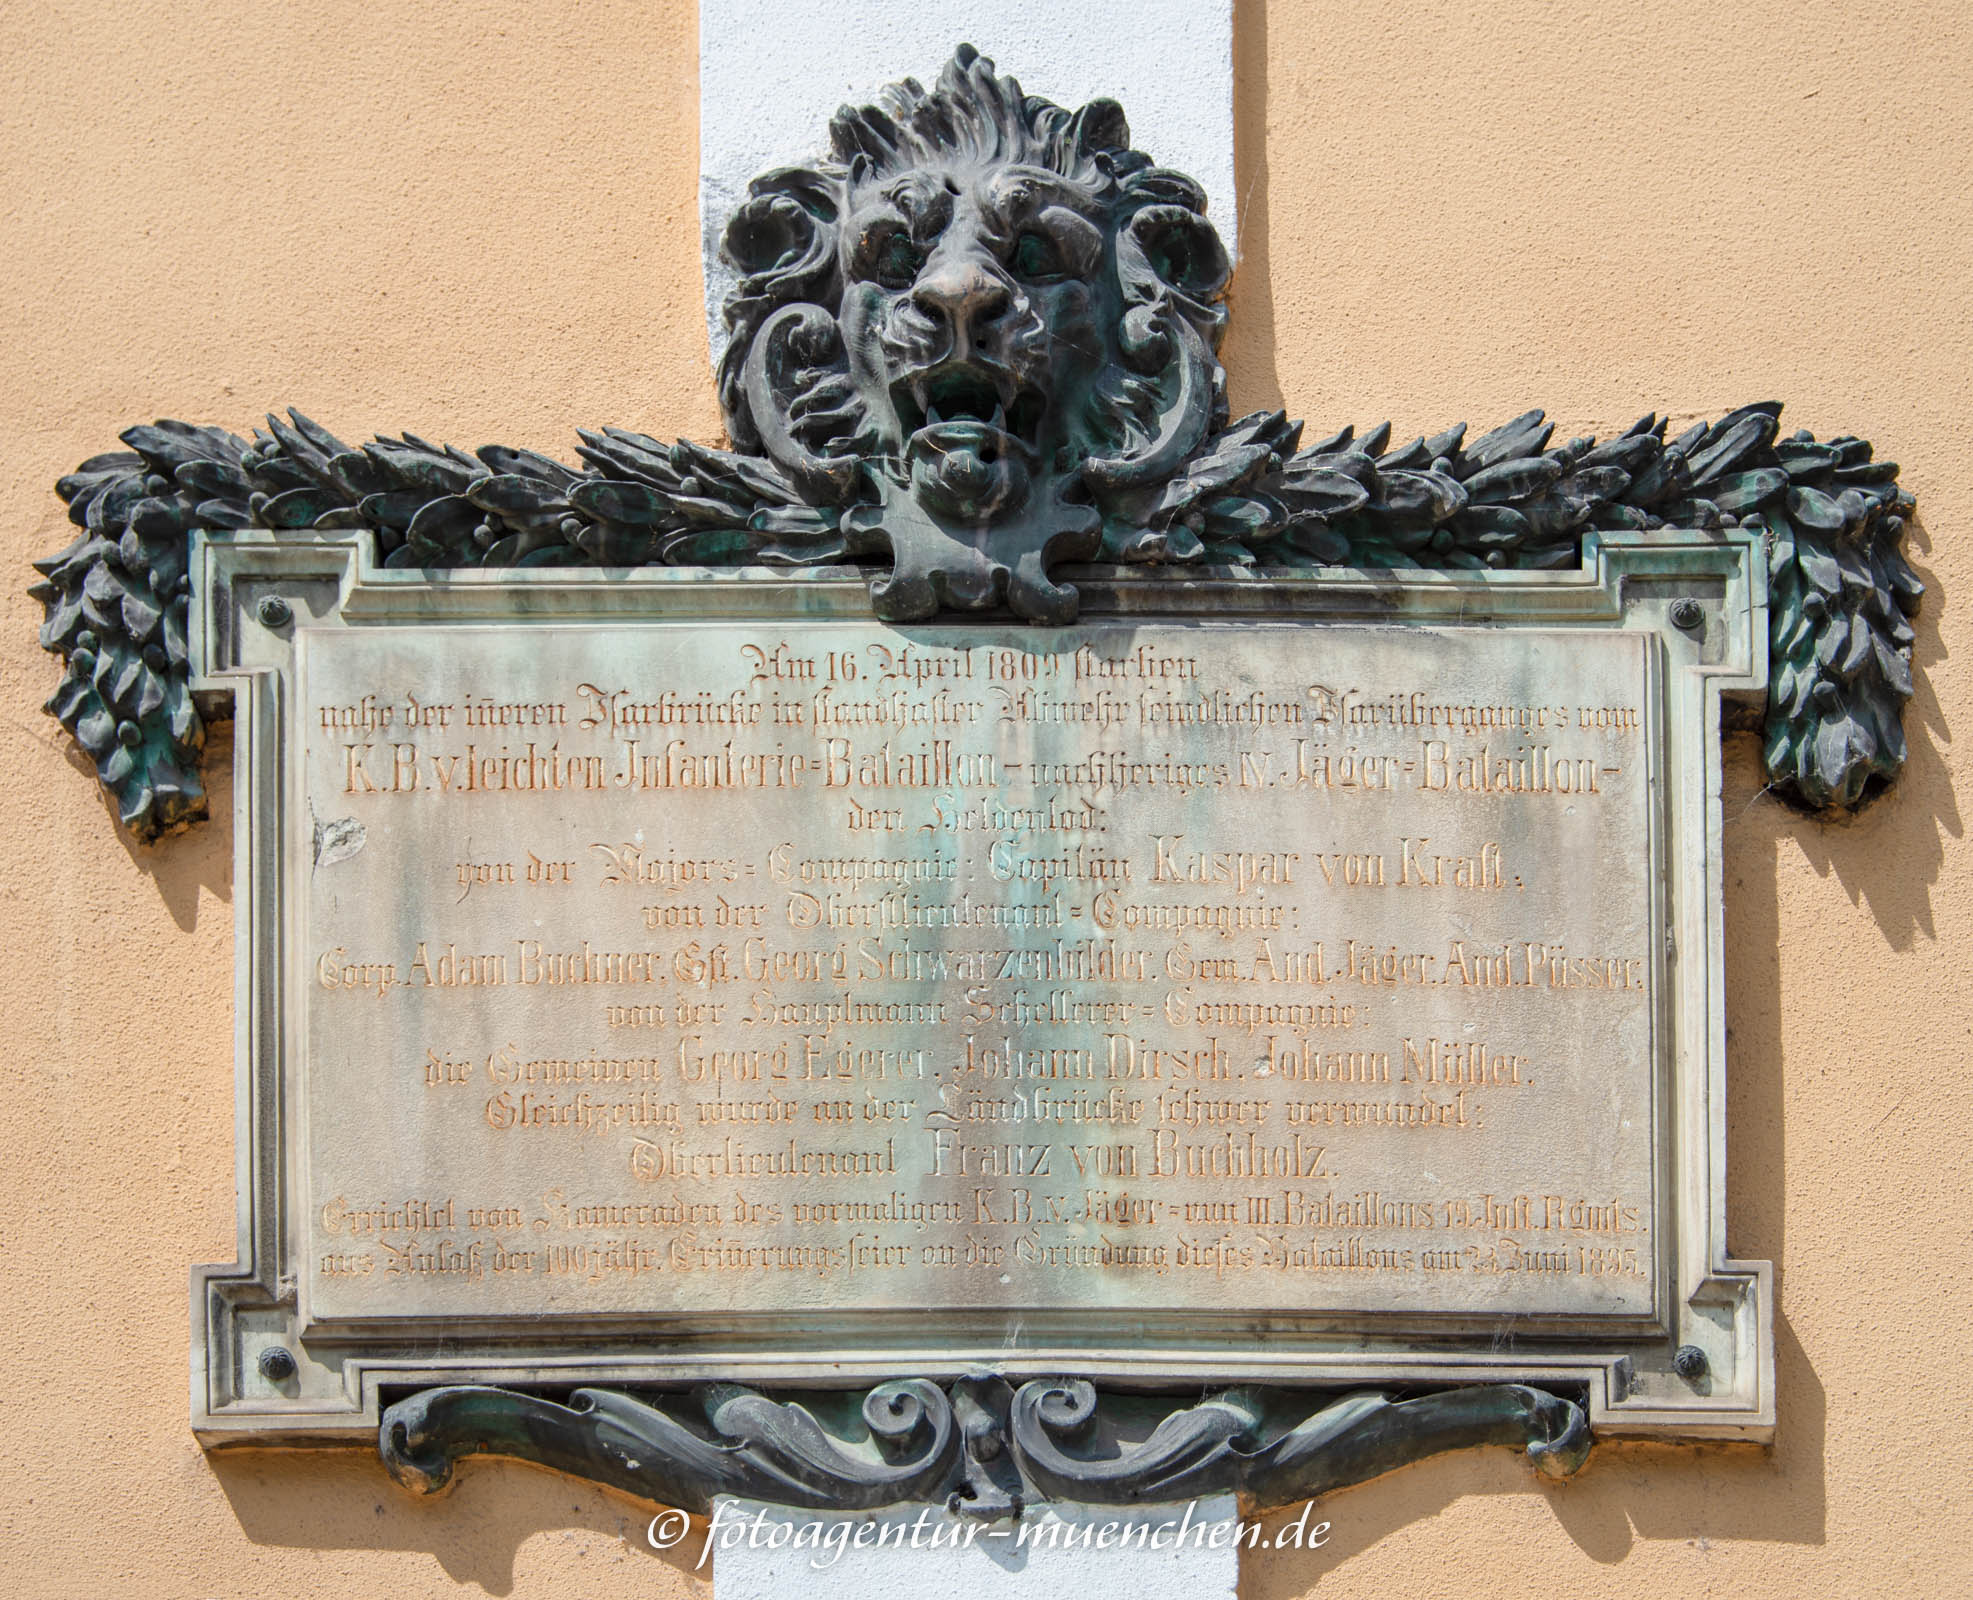 Am 16. April 1809 starben
nahe der iñeren Isarbrücke in standhafter Abwehr feindlichen Isarüberganges vom
K. B. v. leichten Infanterie=Bataillon – nachheriges IV. Jäger=Bataillon –
den Heldentod:
von der Majors=Compagnie: Capitän Kaspar von Kraft;
von der Oberstlieutenant=Compagnie:
Corp. Adam Buchner. Gft. Georg Schwarzenbilder. Gem. And. Jäger. And. Püsser;
von der Hauptmann Schellerer=Compagnie:
die Gemeinen Georg Egerer. Johann Dirsch. Johann Müller.
Gleichzeitig wurde an der Ländbrücke schwer verwundet:
Oberlieutenant Franz von Buchholz.
Errichtet von Kameraden des vormaligen K. B. IV. Jäger=nun III. Bataillons 19. Inft. Rgmts.
aus Anlaß der 100jähr. Eriñerungsfeier an die Gründung dieses Bataillons am 23. Juni 1895.
© fotoagentur-muenchen.de